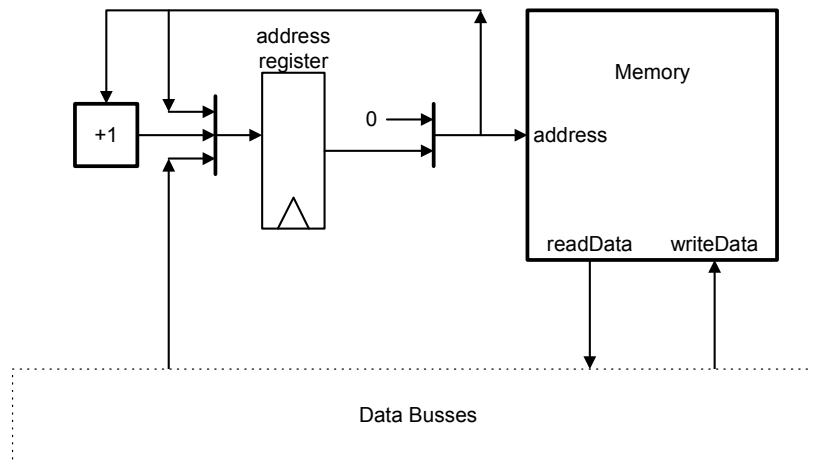 address
register
Memory
0
+1
address
readData writeData
Data Busses